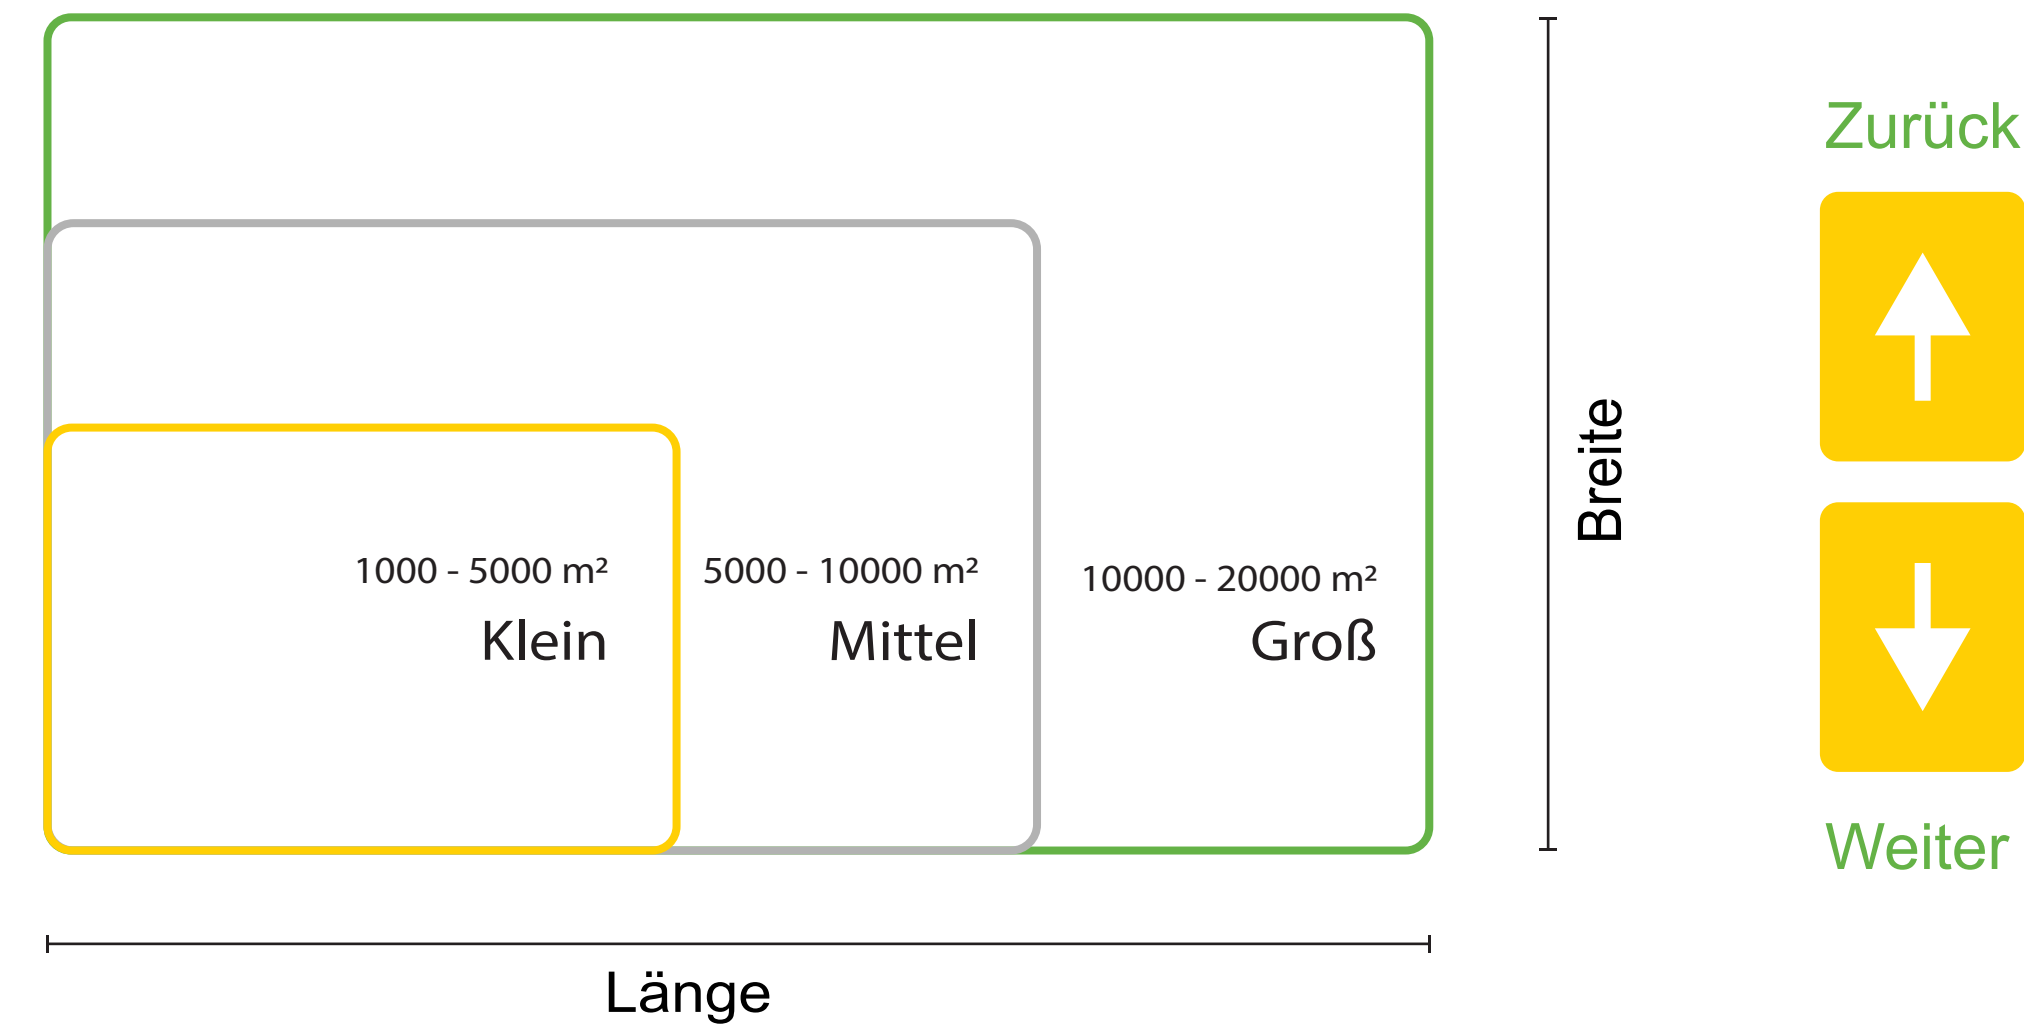 1000 - 5000 m²
Klein
5000 - 10000 m²
Mittel
10000 - 20000 m²
Groß
Breite
Länge
Zurück
Weiter